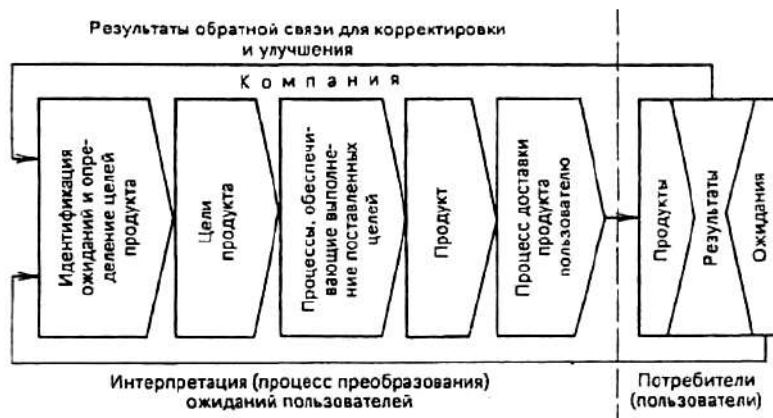 Результаты обратной связи для корректировки
и улучшения
Компания
Идентификация
ожиданий и опре-
деление целей
продукта
Цели
продукта
Процессы, обеспечи-
вающие выполне-
ние поставленных
целей
Продукт
Процесс доставки
продукта
пользователю
Продукты
Результаты
Ожидания
Интерпретация (процесс преобразования)
ожиданий пользователей
Потребители
(пользователи)